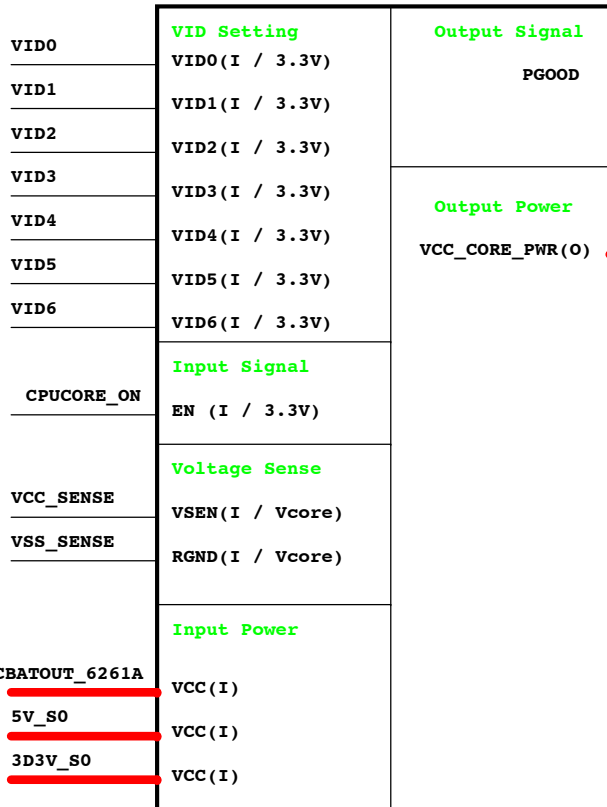 VID Setting
Output Signal
VID0
VID0(I / 3.3V)
PGOOD
VID1
VID1(I / 3.3V)
VID2
VID2(I / 3.3V)
VID3
VID3(I / 3.3V)
Output Power
VID4
VID4(I / 3.3V)
VCC_CORE_PWR(O)
VID5
VID5(I / 3.3V)
VID6
VID6(I / 3.3V)
Input Signal
CPUCORE_ON
EN (I / 3.3V)
Voltage Sense
VCC_SENSE
VSEN(I / Vcore)
VSS_SENSE
RGND(I / Vcore)
Input Power
CBATOUT_6261A
VCC(I)
5V_S0
VCC(I)
3D3V_S0
VCC(I)